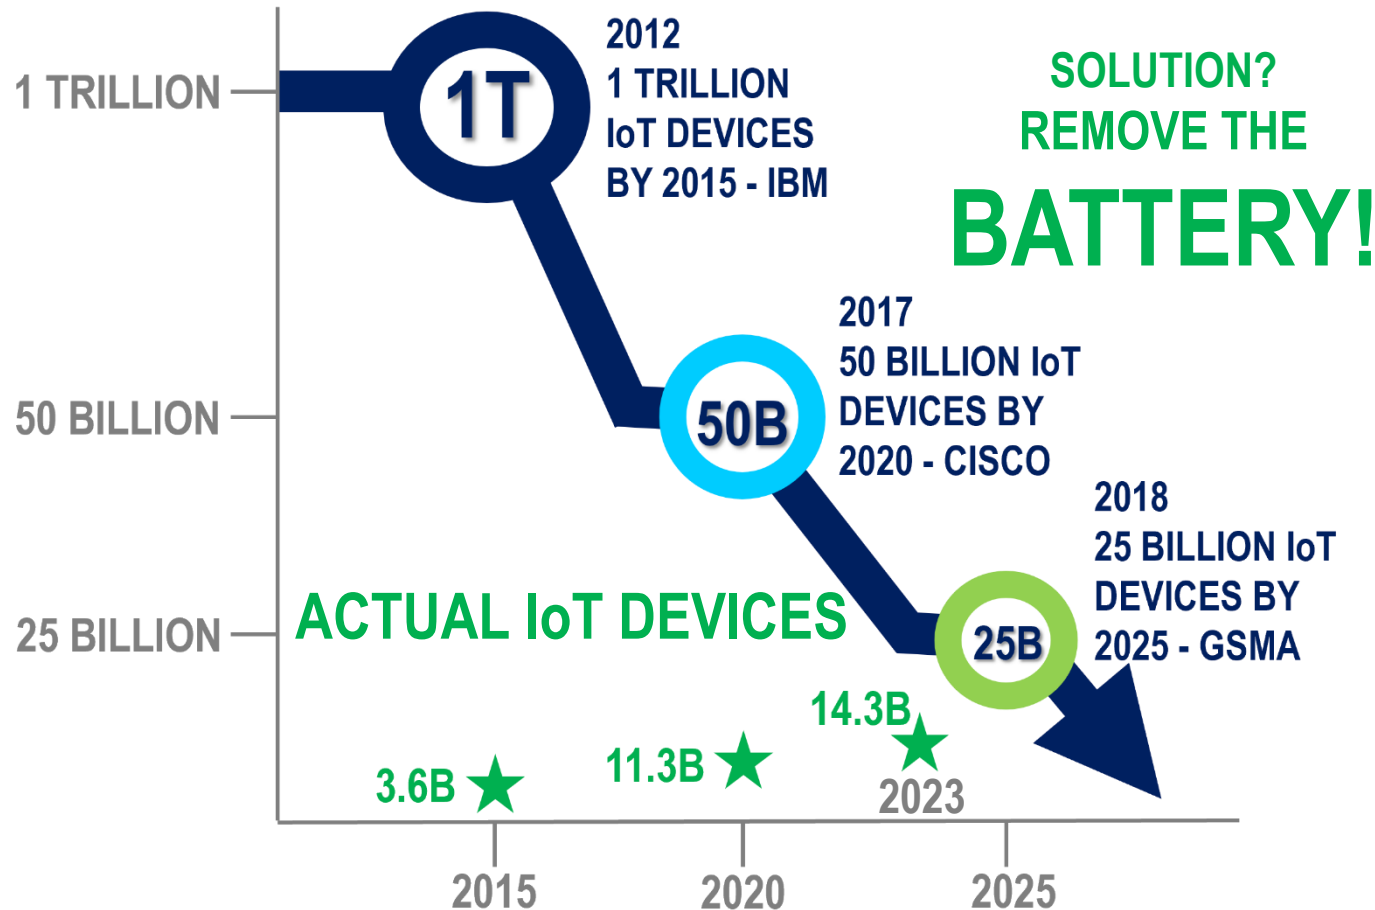 1 TRILLION
50 BILLION
25 BILLION
1T
2012
1 TRILLION
IoT DEVICES
BY 2015 - IBM
SOLUTION?
REMOVE THE
BATTERY!
50B
2017
50 BILLION IoT
DEVICES BY
2020 - CISCO
25B
2018
25 BILLION IoT
DEVICES BY
2025 - GSMA
ACTUAL IoT DEVICES
3.6B
11.3B
14.3B
2023
2015
2020
2025